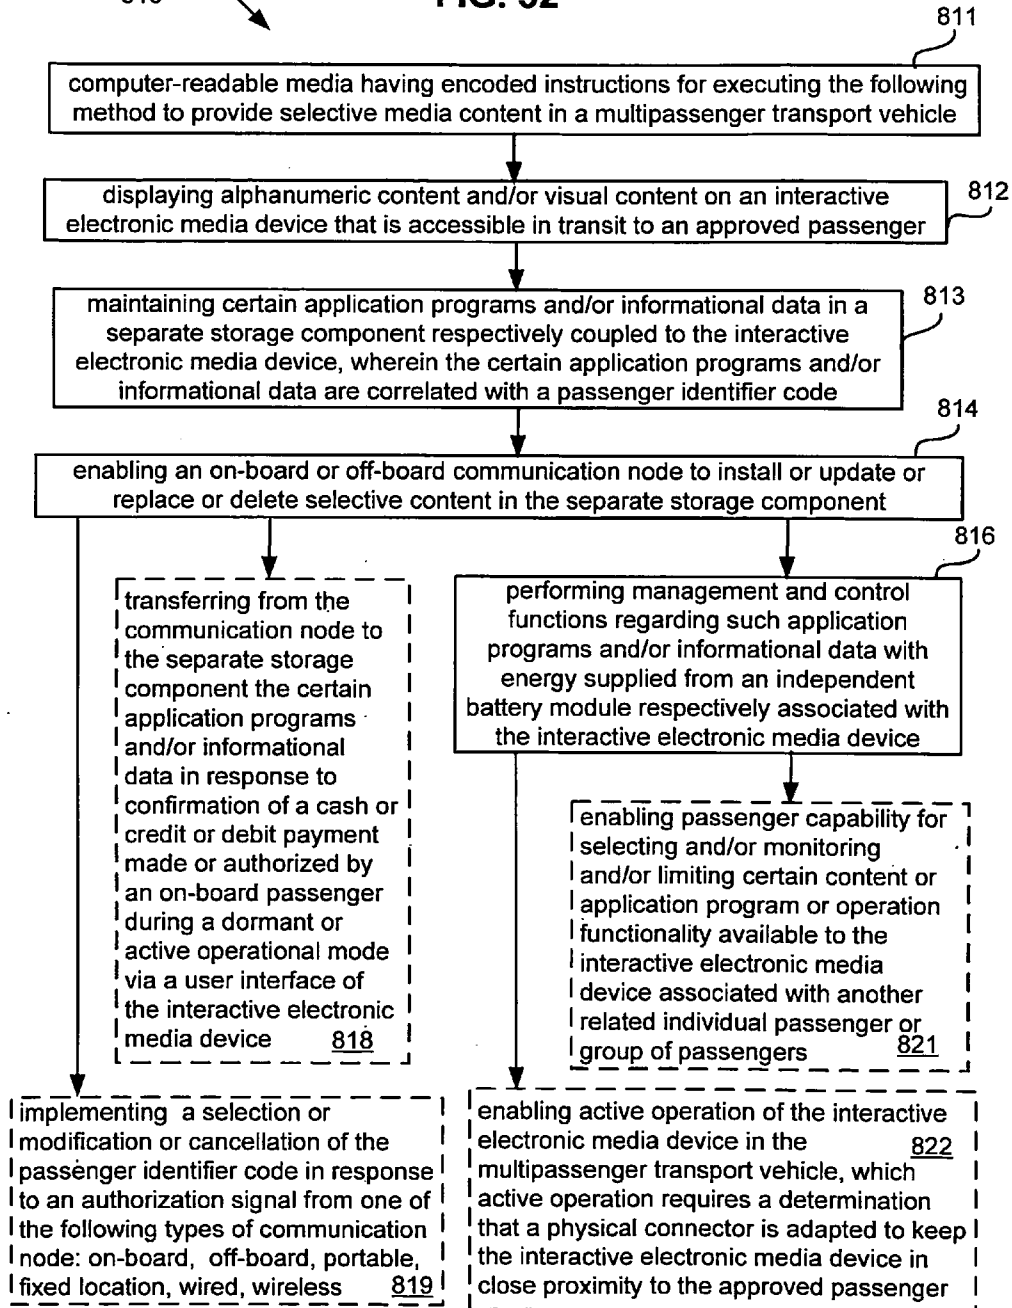 811
computer-readable media having encoded instructions for executing the following
method to provide selective media content in a multipassenger transport vehicle
displaying alphanumeric content and/or visual content on an interactive
electronic media device that is accessible in transit to an approved passenger
812
maintaining certain application programs and/or informational data in a
separate storage component respectively coupled to the interactive
electronic media device, wherein the certain application programs and/or
informational data are correlated with a passenger identifier code
813
814
enabling an on-board or off-board communication node to install or update or
replace or delete selective content in the separate storage component
816
transferring from the
communication node to
the separate storage
component the certain
application programs
and/or informational
data in response to
confirmation of a cash or
credit or debit payment
made or authorized by
an on-board passenger
during a dormant or
active operational mode
via a user interface of
the interactive electronic
media device 818
performing management and control
functions regarding such application
programs and/or informational data with
energy supplied from an independent
battery module respectively associated with
the interactive electronic media device
enabling passenger capability for
selecting and/or monitoring
and/or limiting certain content or
application program or operation
functionality available to the
interactive electronic media
device associated with another
related individual passenger or
group of passengers 821
implementing a selection or
modification or cancellation of the
passenger identifier code in response
to an authorization signal from one of
the following types of communication
node: on-board, off-board, portable,
fixed location, wired, wireless 819
enabling active operation of the interactive
electronic media device in the 822
multipassenger transport vehicle, which
active operation requires a determination
that a physical connector is adapted to keep
the interactive electronic media device in
close proximity to the approved passenger